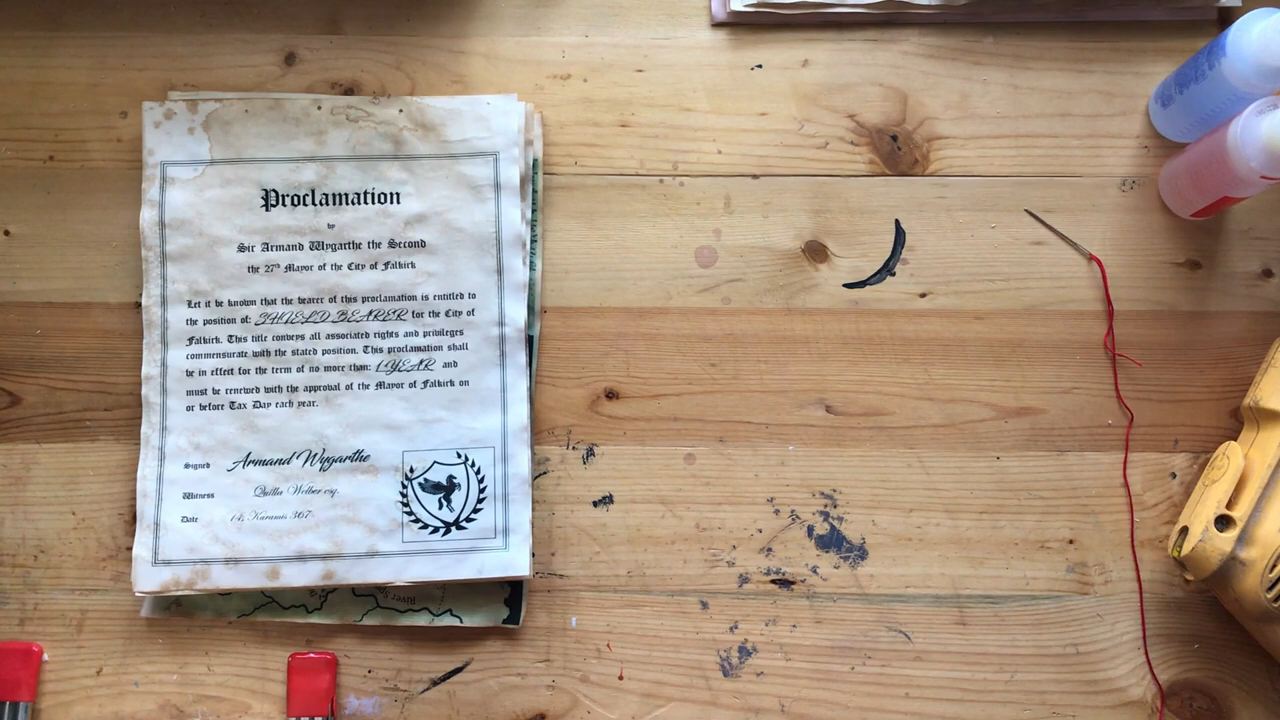 Proclamation
by
Sir Armand Wygarthe the Second
the 27th Mayor of the City of Falkirk
Let it be known that the bearer of this proclamation is entitled to
the position of: SHIELD BEARER for the City of
Falkirk. This title conveys all associated rights and privileges
commensurate with the stated position. This proclamation shall
be in effect for the term of no more than: 1 YEAR and
must be renewed with the approval of the Mayor of Falkirk on
or before Tax Day each year.
Signed Armand Wygarthe
Witness Quilla Welber esq.
Date 14, Karamis 367
River